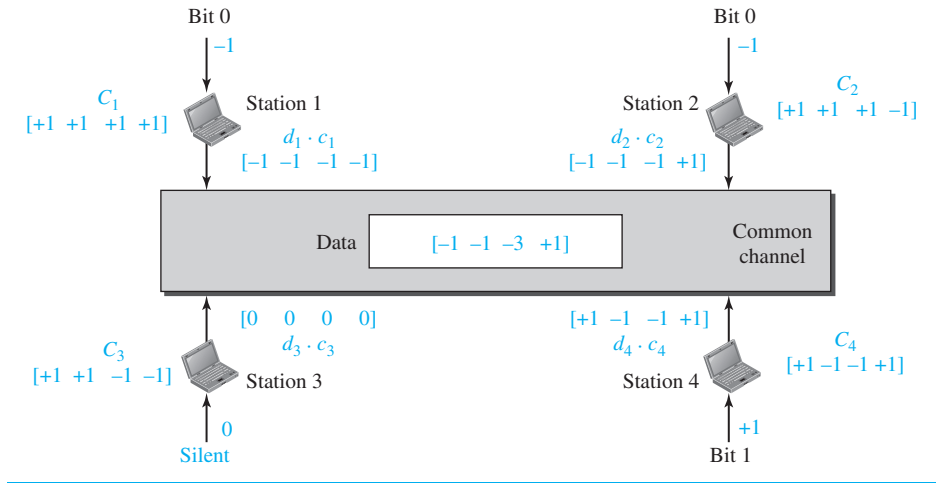 Bit 0
Bit 0
–1
–1
C1
[+1 +1 +1 +1]
Station 1
Station 2
C2
[+1 +1 +1 –1]
d1 · c1
[–1 –1 –1 –1]
d2 · c2
[–1 –1 –1 +1]
Data
[–1 –1 –3 +1]
Common
channel
[0 0 0 0]
d3 · c3
[+1 –1 –1 +1]
d4 · c4
C3
[+1 +1 –1 –1]
Station 3
Station 4
C4
[+1 –1 –1 +1]
0
Silent
+1
Bit 1